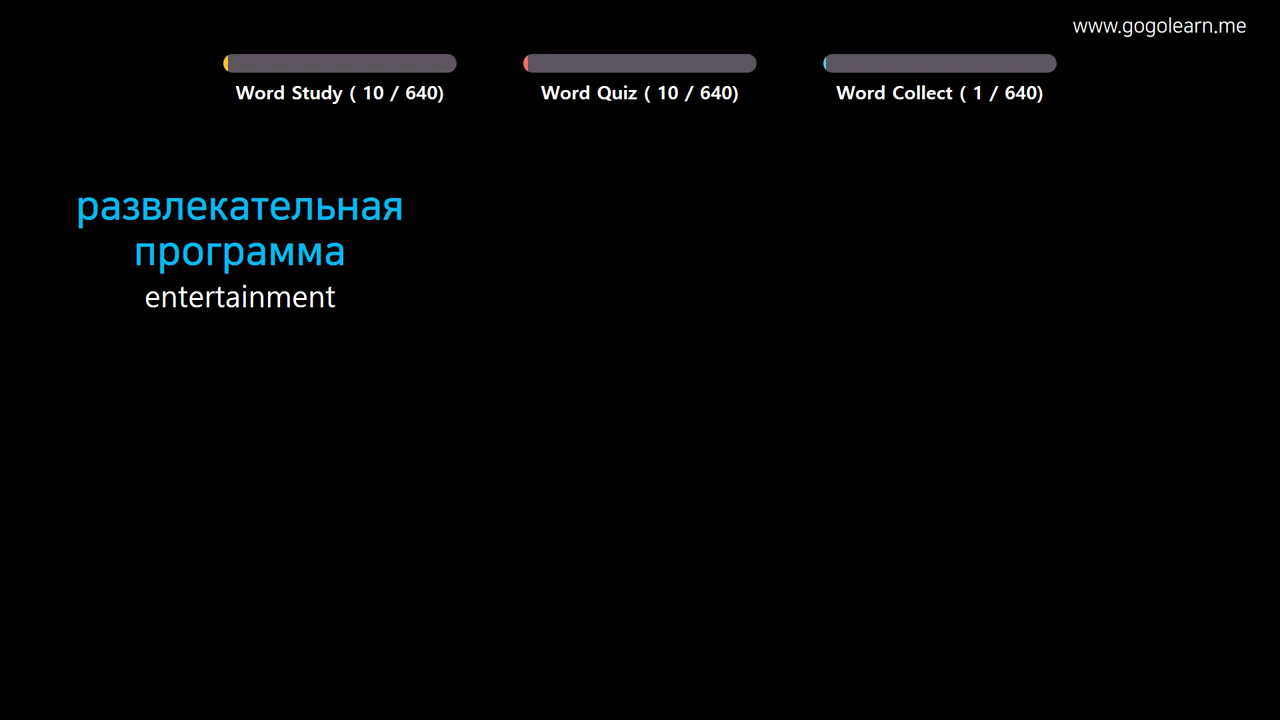 www.gogolearn.me
Word Study ( 10 / 640)
Word Quiz ( 10 / 640)
Word Collect ( 1 / 640)
развлекательная
программа
entertainment